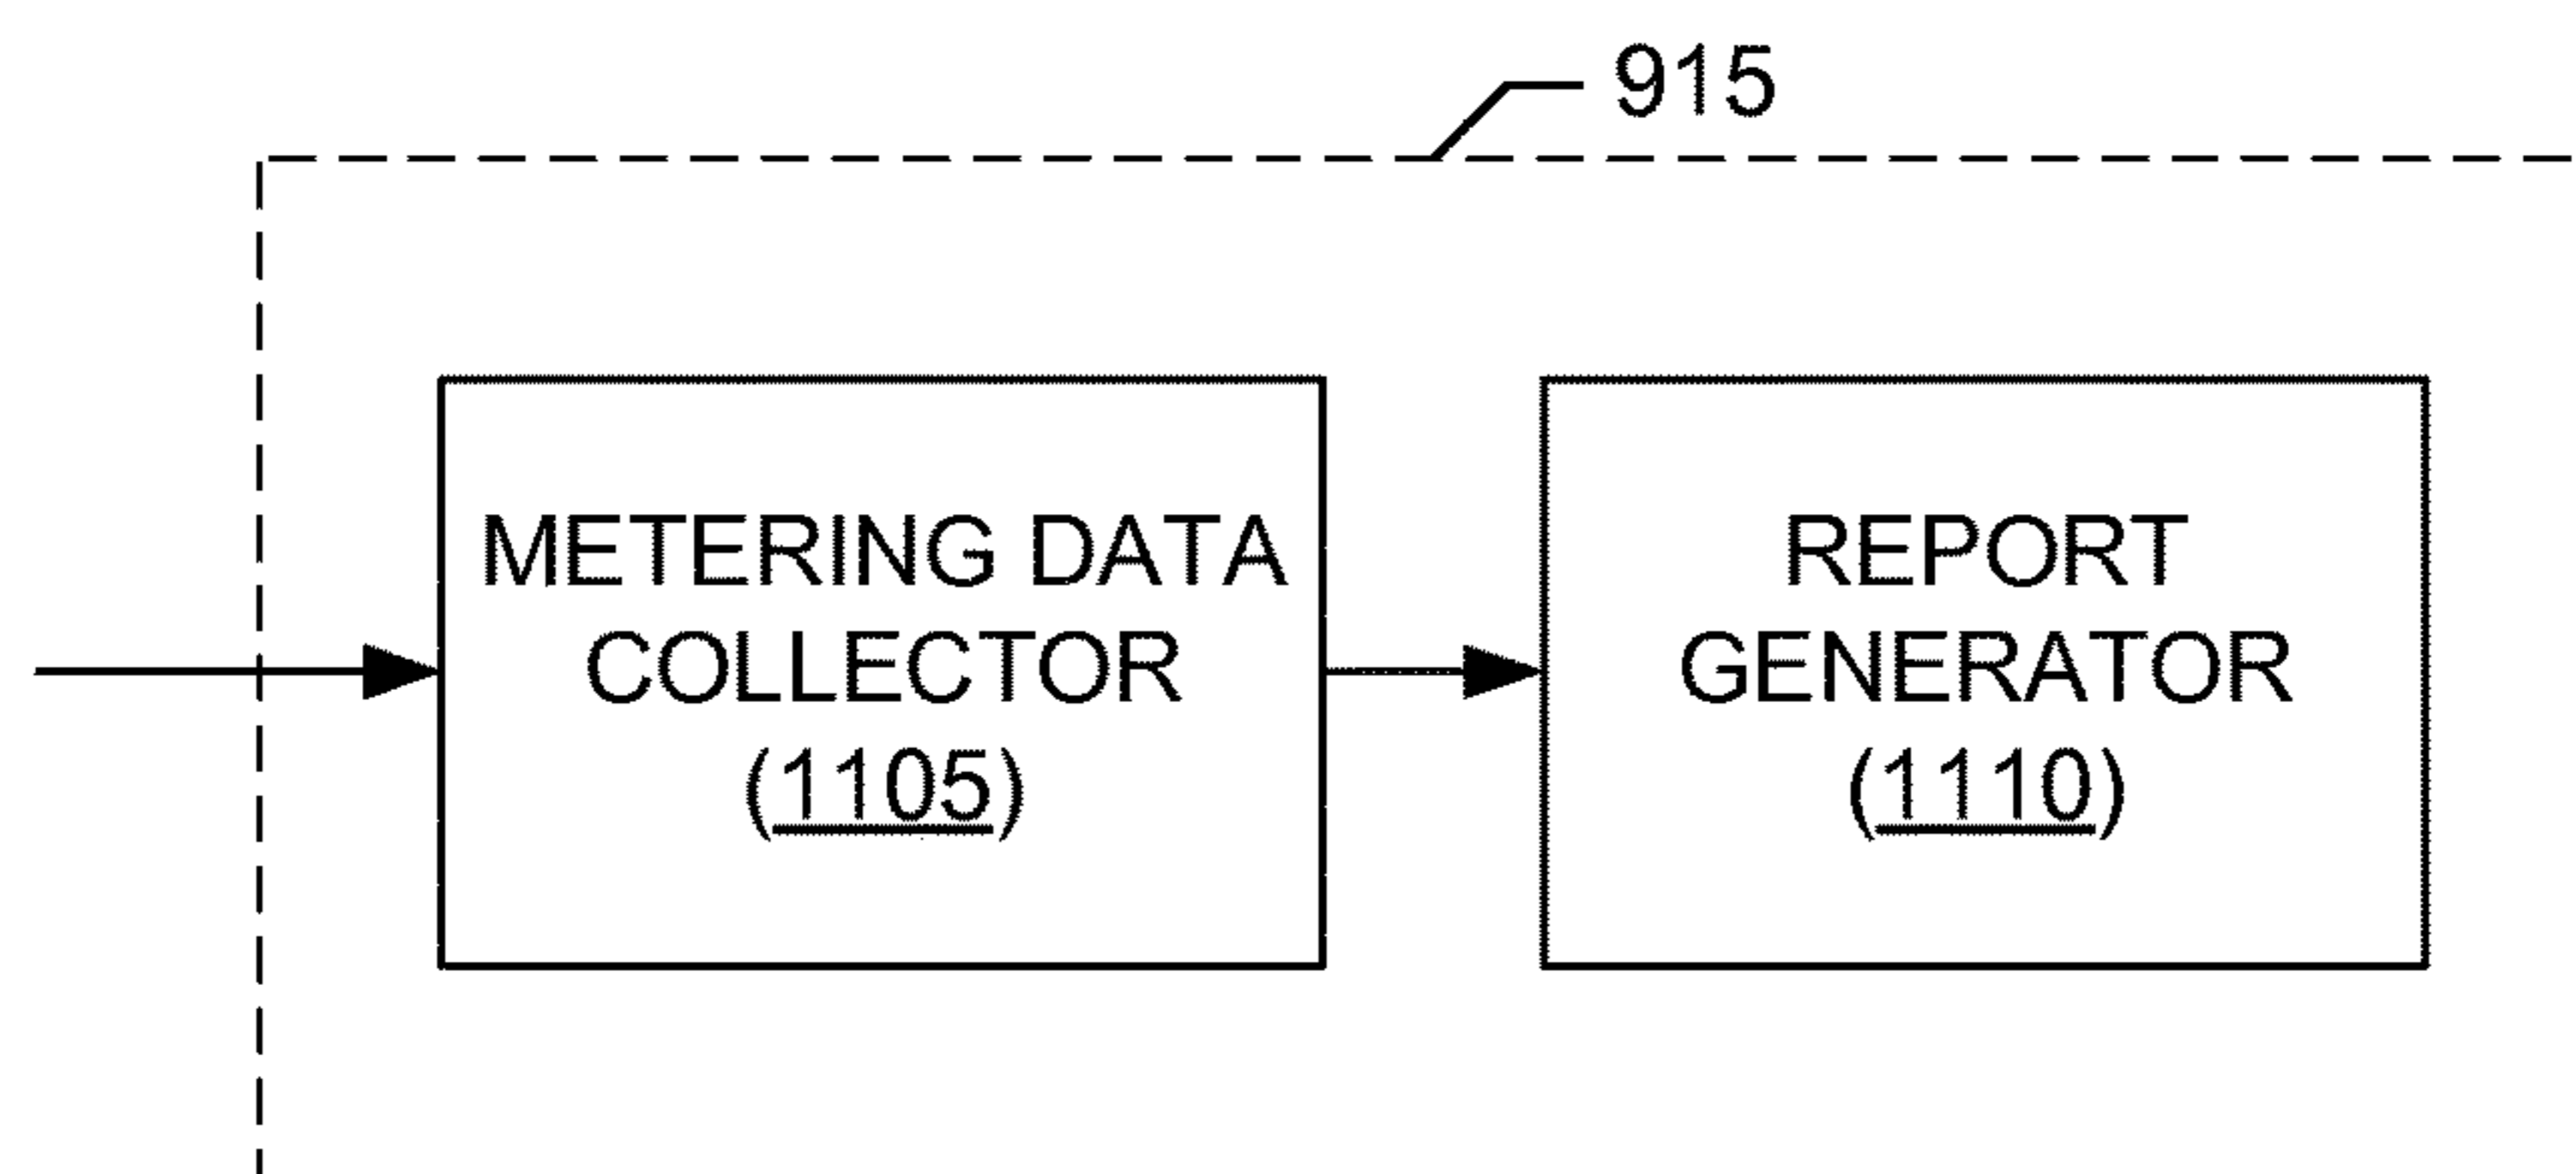 915
METERING DATA
COLLECTOR
(1105)
REPORT
GENERATOR
(1110)